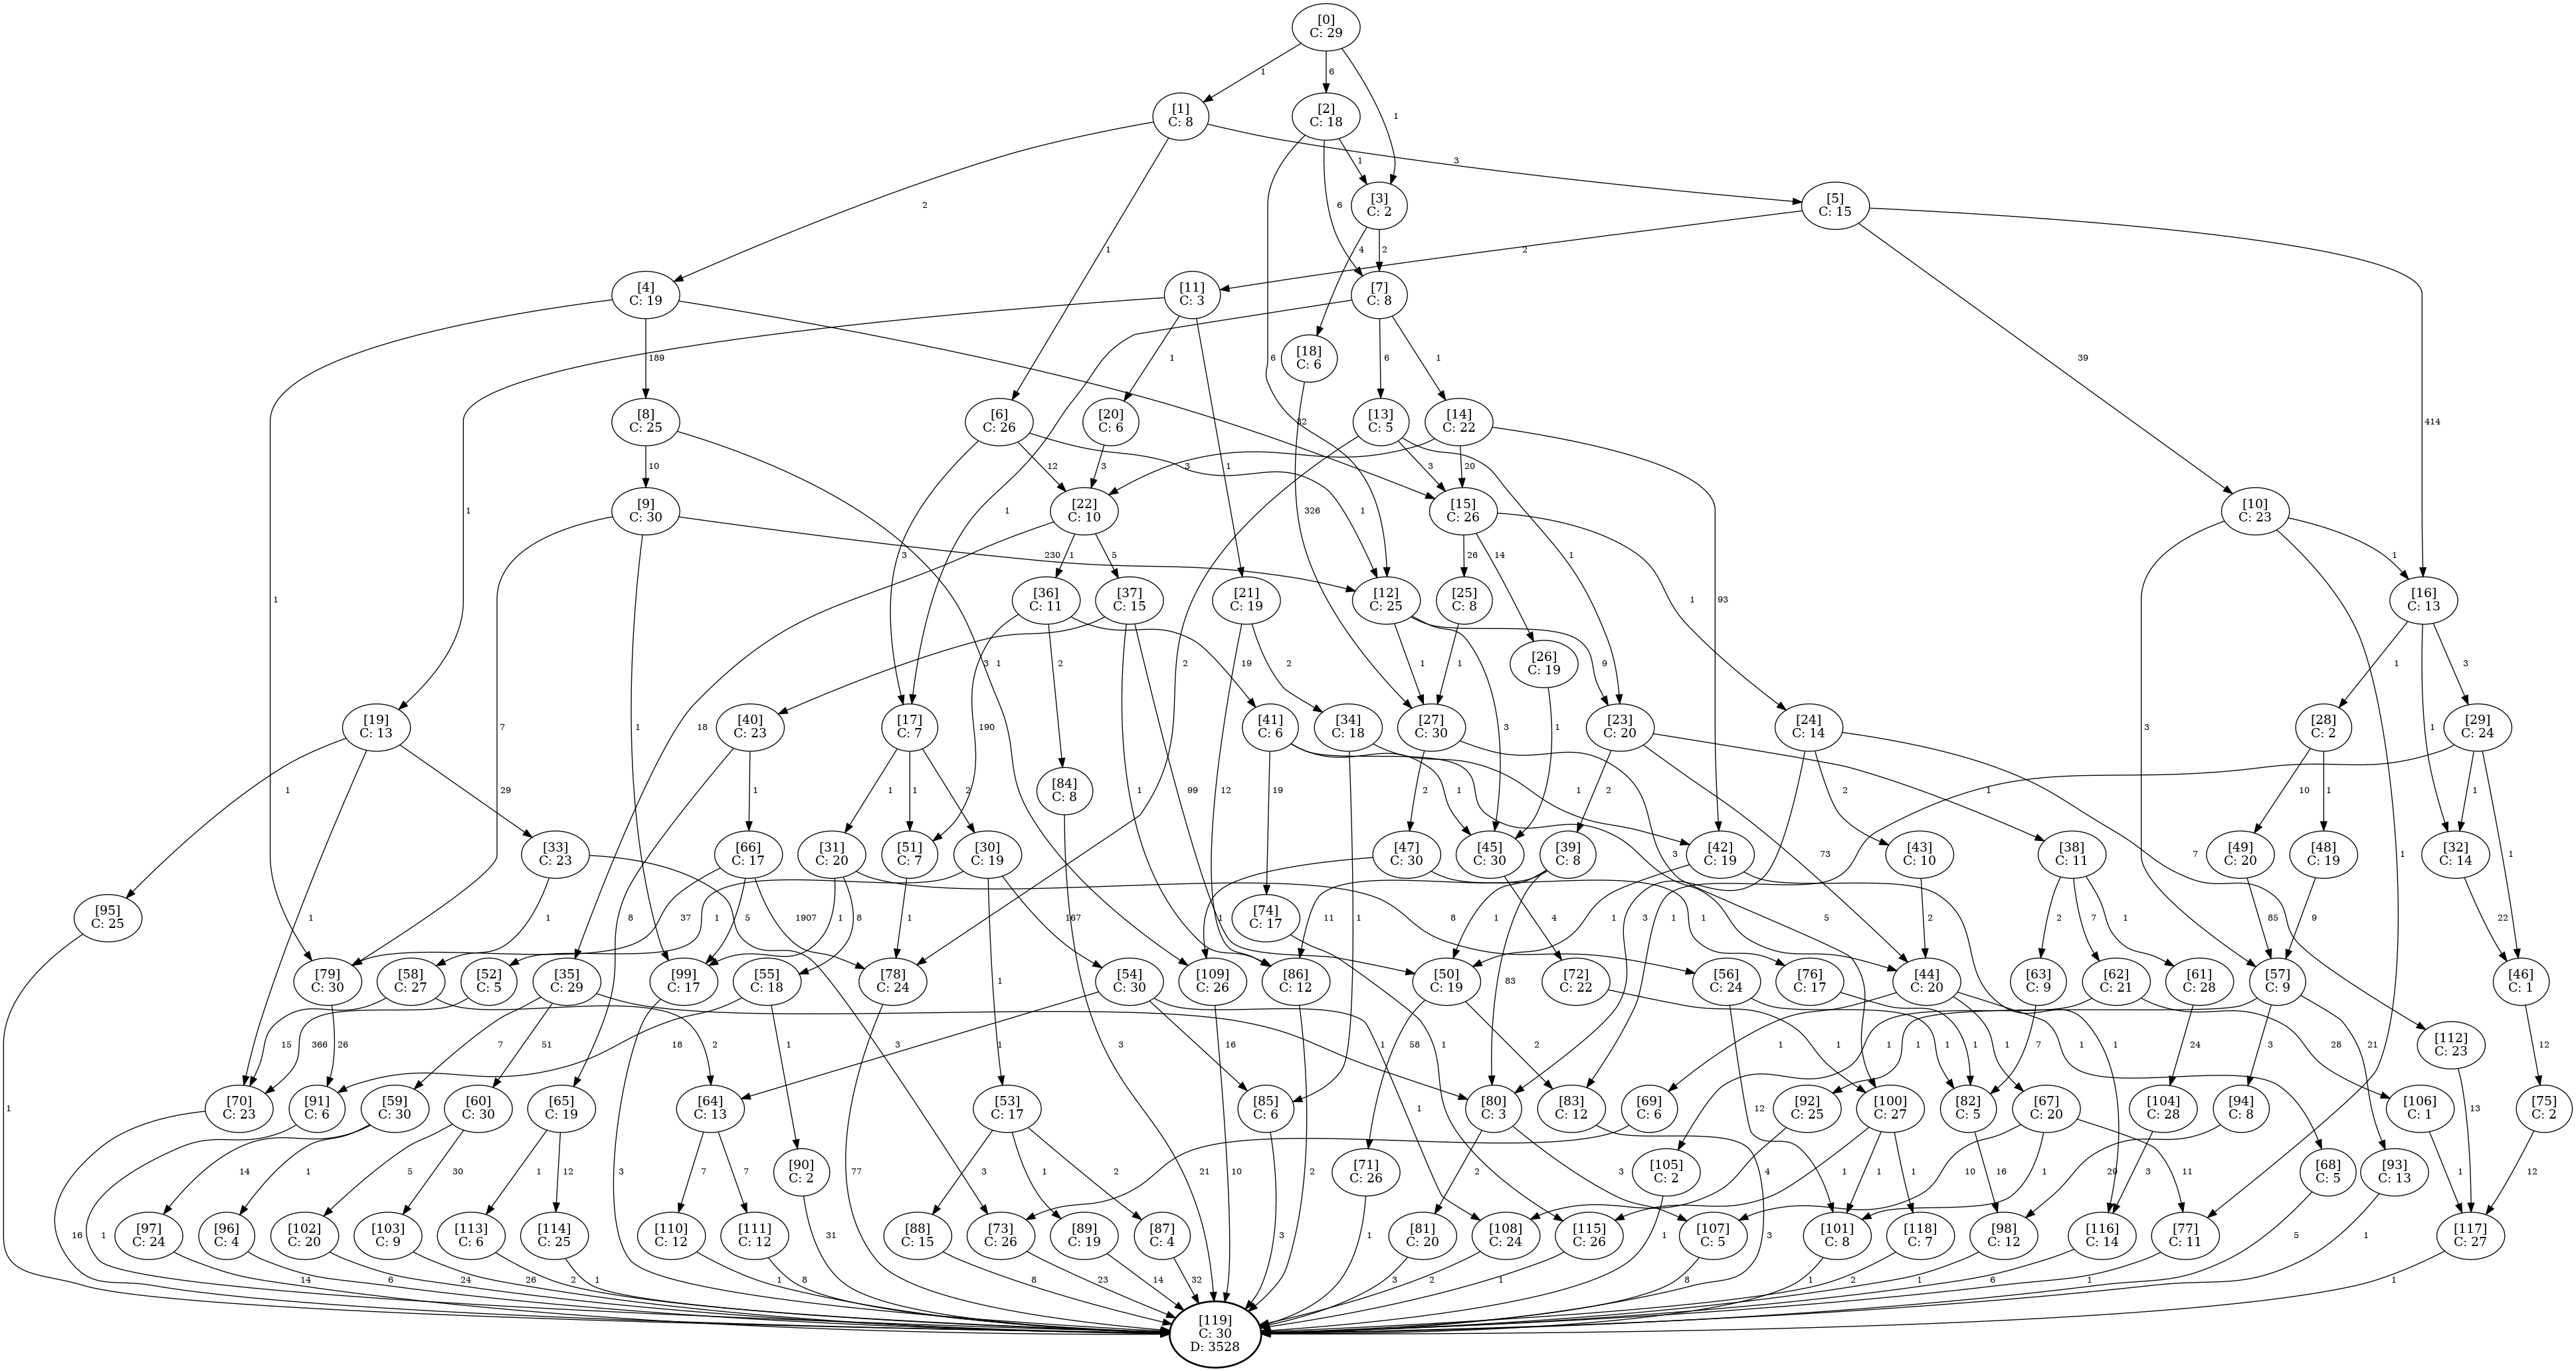 [0]
C: 29
1
6
1
[1]
C: 8
[2]
C: 18
2
1
3
6
6
1
[3]
C: 2
[5]
C: 15
4
2
2
39
414
[4]
C: 19
[11]
C: 3
[7]
C: 8
1
189
32
1
1
1
1
6
1
[18]
C: 6
326
[8]
C: 25
[6]
C: 26
[20]
C: 6
[13]
C: 5
[14]
C: 22
10
3
3
12
1
3
2
3
1
3
20
93
[9]
C: 30
[22]
C: 10
[15]
C: 26
[10]
C: 23
7
1
230
18
1
5
26
14
1
3
1
1
[36]
C: 11
[37]
C: 15
[21]
C: 19
[12]
C: 25
[25]
C: 8
[16]
C: 13
190
2
19
1
1
99
12
2
1
3
9
1
[26]
C: 19
1
1
1
3
[19]
C: 13
[40]
C: 23
[17]
C: 7
[41]
C: 6
[34]
C: 18
[27]
C: 30
[23]
C: 20
[24]
C: 14
[28]
C: 2
[29]
C: 24
1
1
29
8
1
1
1
2
[84]
C: 8
3
19
1
5
1
1
2
3
2
73
1
1
2
7
10
1
3
1
1
[33]
C: 23
[66]
C: 17
[31]
C: 20
[51]
C: 7
[30]
C: 19
[47]
C: 30
[45]
C: 30
[39]
C: 8
[42]
C: 19
[43]
C: 10
[38]
C: 11
[49]
C: 20
[48]
C: 19
[32]
C: 14
[95]
C: 25
1
1
3
37
5
1907
1
8
8
1
1
1
167
[74]
C: 17
1
1
1
4
11
1
83
1
1
2
2
7
1
85
9
22
[79]
C: 30
[58]
C: 27
[52]
C: 5
[35]
C: 29
[99]
C: 17
[55]
C: 18
[78]
C: 24
[54]
C: 30
[109]
C: 26
[86]
C: 12
[50]
C: 19
[72]
C: 22
[56]
C: 24
[76]
C: 17
[44]
C: 20
[63]
C: 9
[62]
C: 21
[61]
C: 28
[57]
C: 9
[46]
C: 1
26
15
2
366
7
51
3
3
18
1
77
1
16
1
10
2
58
2
1
12
1
1
1
1
1
7
1
28
24
1
3
21
12
[112]
C: 23
13
[70]
C: 23
[91]
C: 6
[59]
C: 30
[60]
C: 30
[65]
C: 19
[64]
C: 13
[53]
C: 17
[85]
C: 6
[80]
C: 3
[83]
C: 12
[69]
C: 6
[92]
C: 25
[100]
C: 27
[82]
C: 5
[67]
C: 20
[104]
C: 28
[94]
C: 8
[106]
C: 1
[75]
C: 2
16
1
14
1
5
30
1
12
7
7
3
1
2
3
2
3
3
21
4
1
1
1
16
10
1
11
3
29
1
12
[90]
C: 2
31
[71]
C: 26
1
[105]
C: 2
1
[68]
C: 5
5
[93]
C: 13
1
[97]
C: 24
[96]
C: 4
[102]
C: 20
[103]
C: 9
[113]
C: 6
[114]
C: 25
[110]
C: 12
[111]
C: 12
[88]
C: 15
[73]
C: 26
[89]
C: 19
[87]
C: 4
[81]
C: 20
[108]
C: 24
[115]
C: 26
[107]
C: 5
[101]
C: 8
[118]
C: 7
[98]
C: 12
[116]
C: 14
[77]
C: 11
[117]
C: 27
14
6
24
26
2
1
1
8
8
23
14
32
3
2
1
8
1
2
1
6
1
1
[119]
C: 30
D: 3528